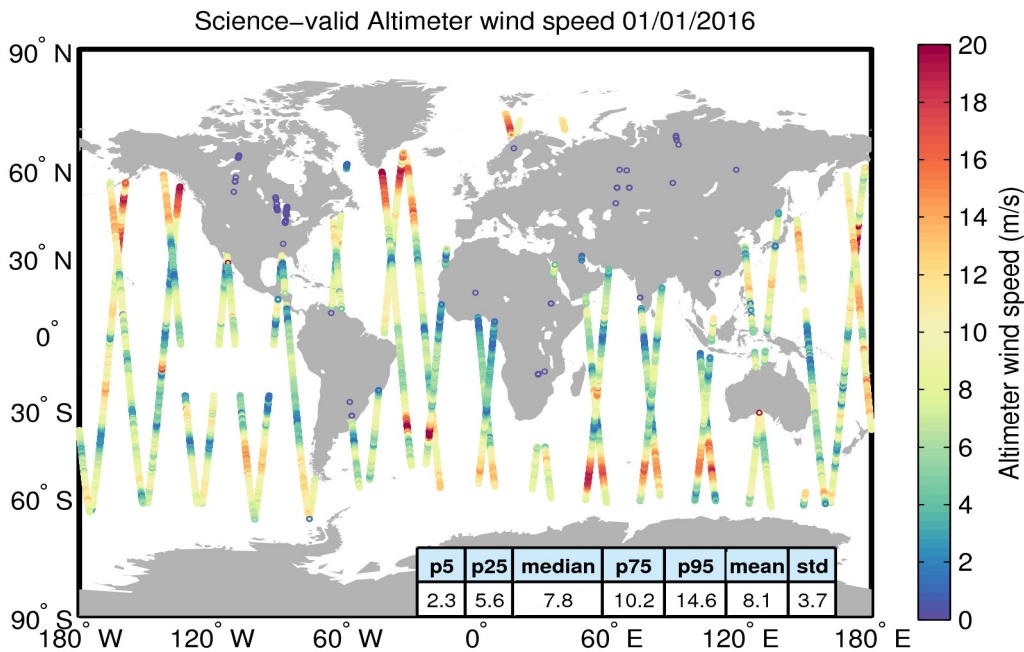 Science−valid Altimeter wind speed 01/01/2016
90° N
60° N
30° N
0°
30° S
60° S
90° S
180° W
120° W
60° W
0°
60° E
120° E
180° E
p5 p25 median p75 p95 mean std
2.3 5.6 7.8 10.2 14.6 8.1 3.7
20
18
16
14
12
10
8
6
4
2
0
Altimeter wind speed (m/s)